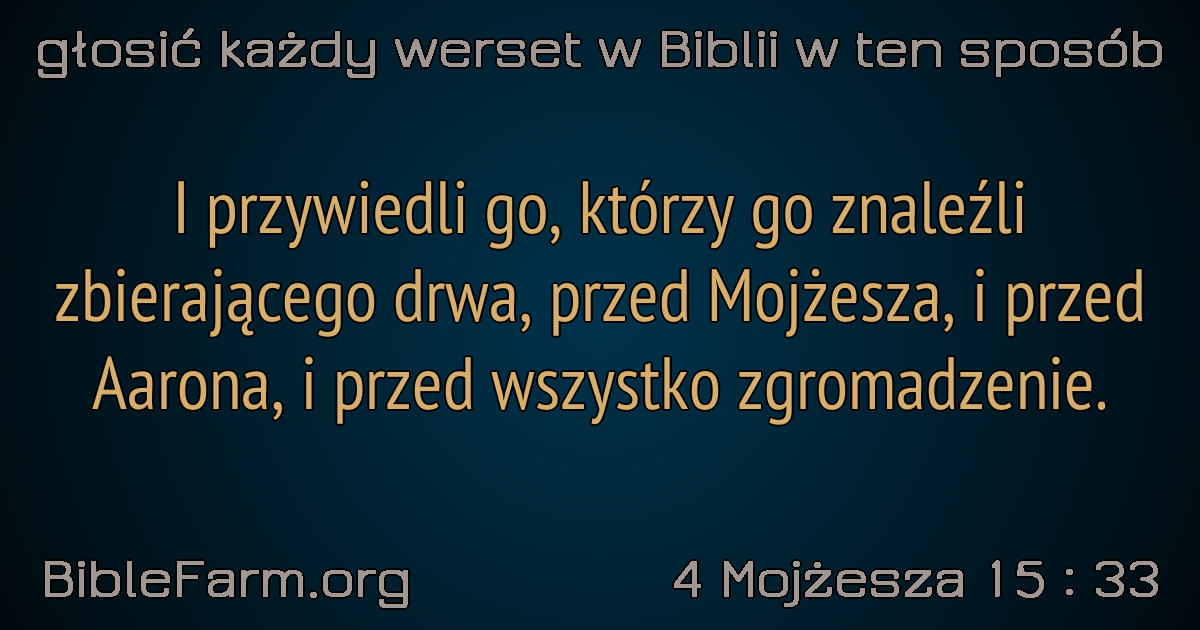 głosić każdy werset w Biblii w ten sposób
I przywiedli go, którzy go znaleźli
zbierającego drwa, przed Mojżesza, i przed
Aarona, i przed wszystko zgromadzenie.
BibleFarm.org
4 Mojżesza 15 : 33